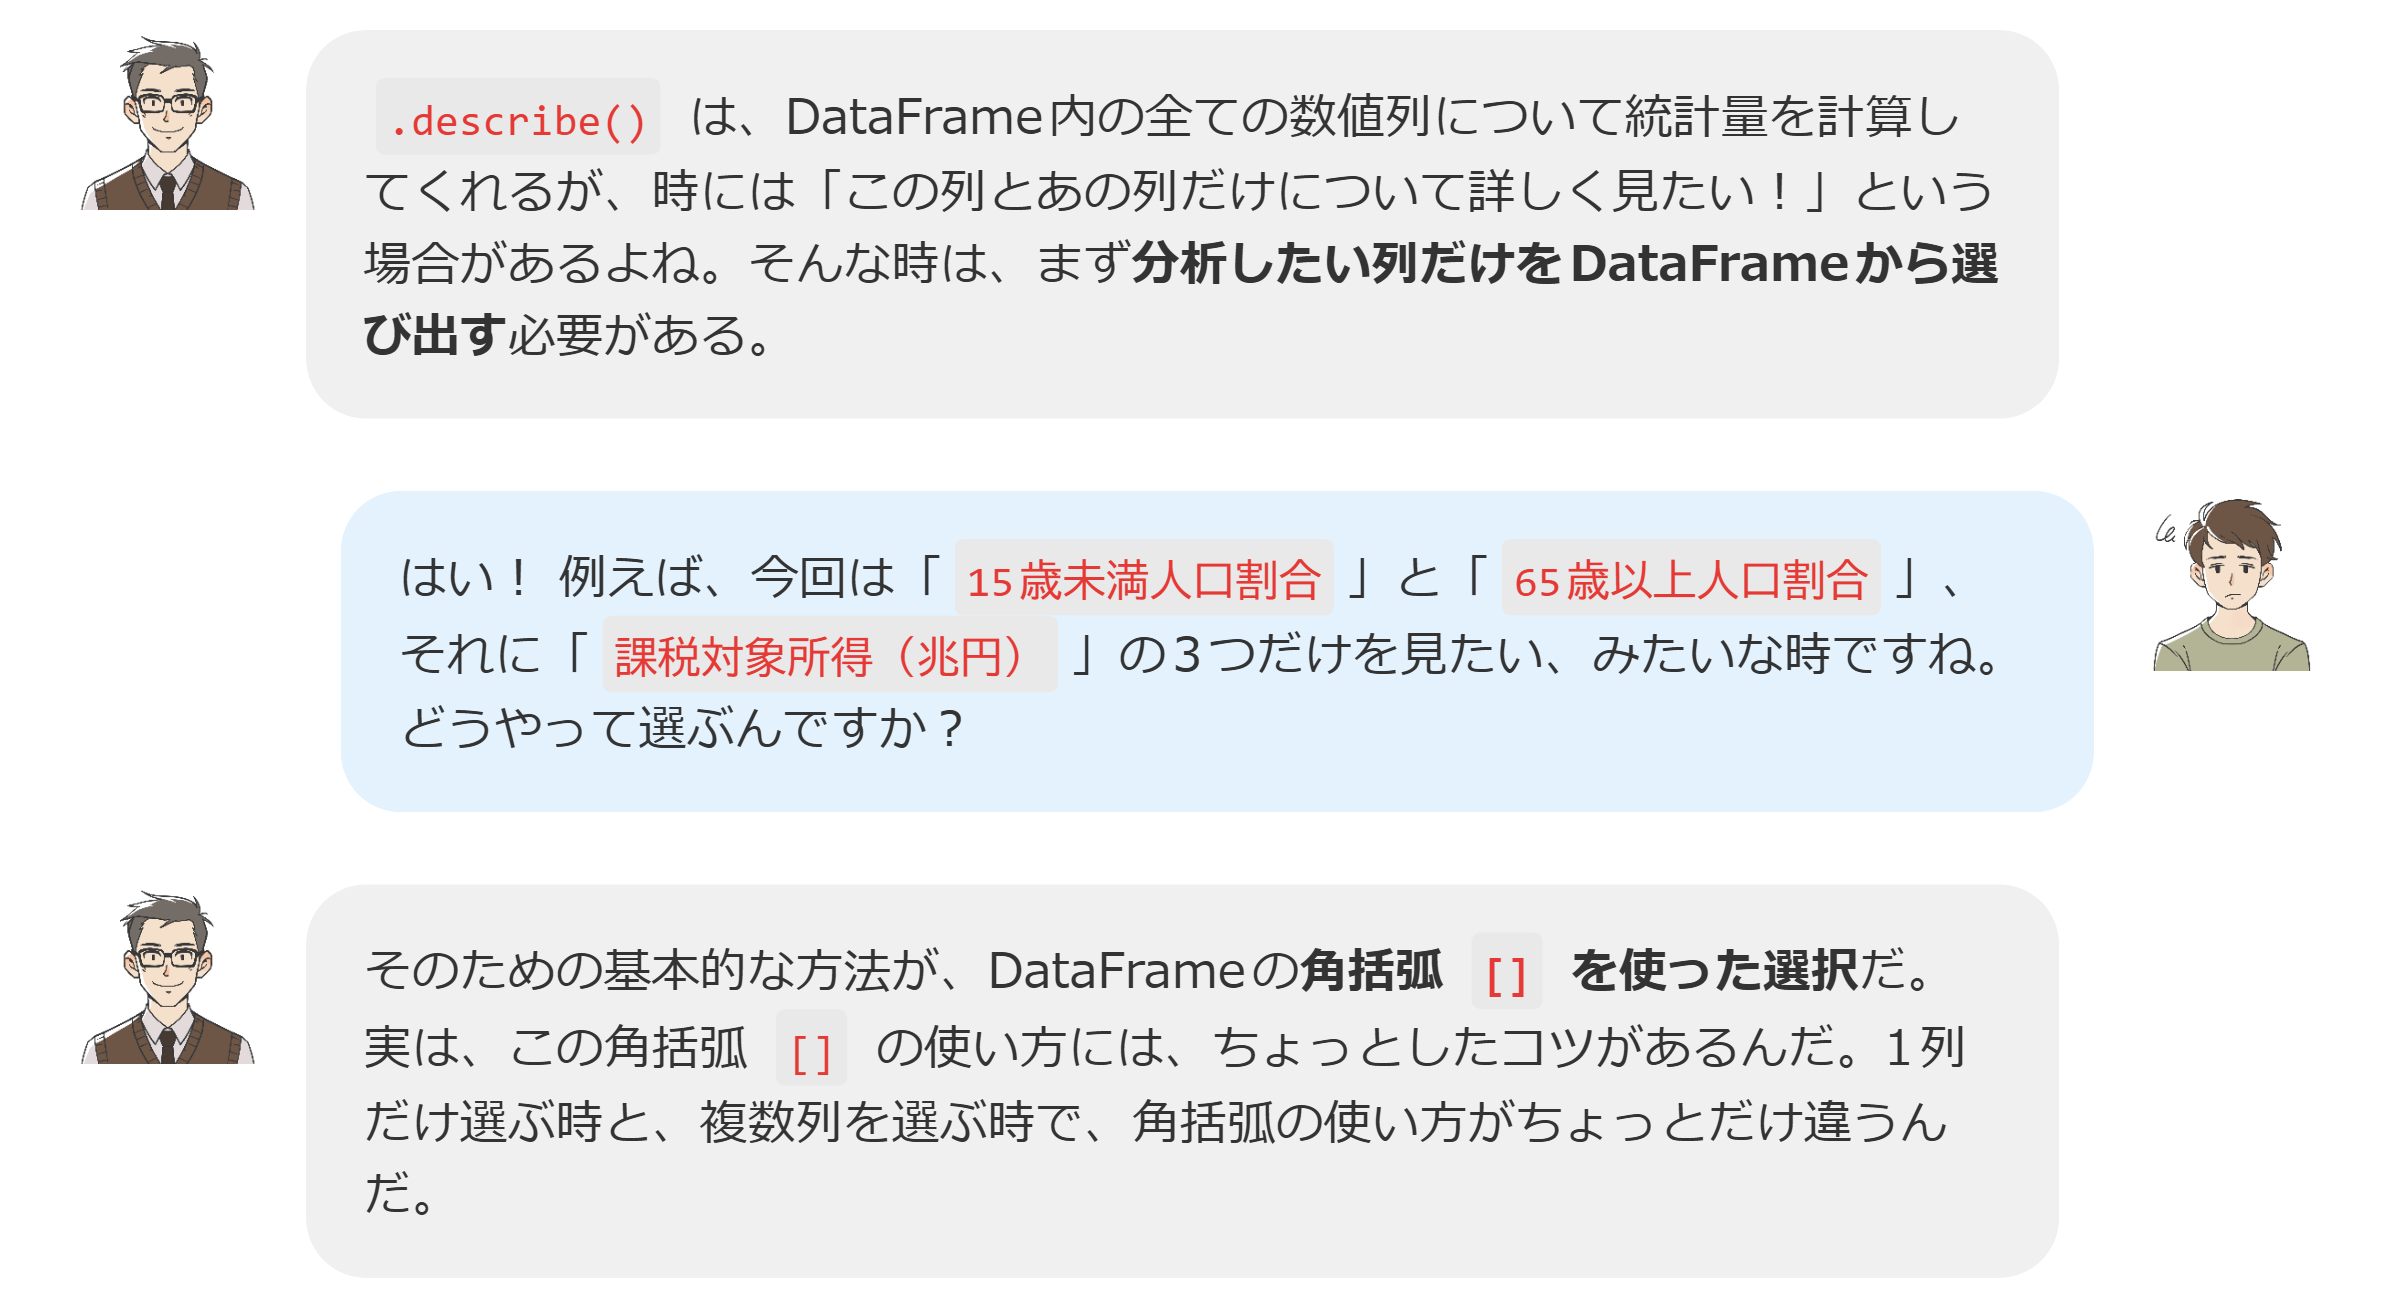 .describe() は、DataFrame内の全ての数値列について統計量を計算し
てくれるが、時には「この列とあの列だけについて詳しく見たい！」という
場合があるよね。そんな時は、まず分析したい列だけをDataFrameから選
び出す必要がある。
はい！ 例えば、今回は「 15歳未満人口割合 」と「 65歳以上人口割合 」、
それに「 課税対象所得（兆円） 」の3つだけを見たい、みたいな時ですね。
どうやって選ぶんですか？
そのための基本的な方法が、DataFrameの角括弧 [] を使った選択だ。
実は、この角括弧 [] の使い方には、ちょっとしたコツがあるんだ。1列
だけ選ぶ時と、複数列を選ぶ時で、角括弧の使い方がちょっとだけ違うん
だ。